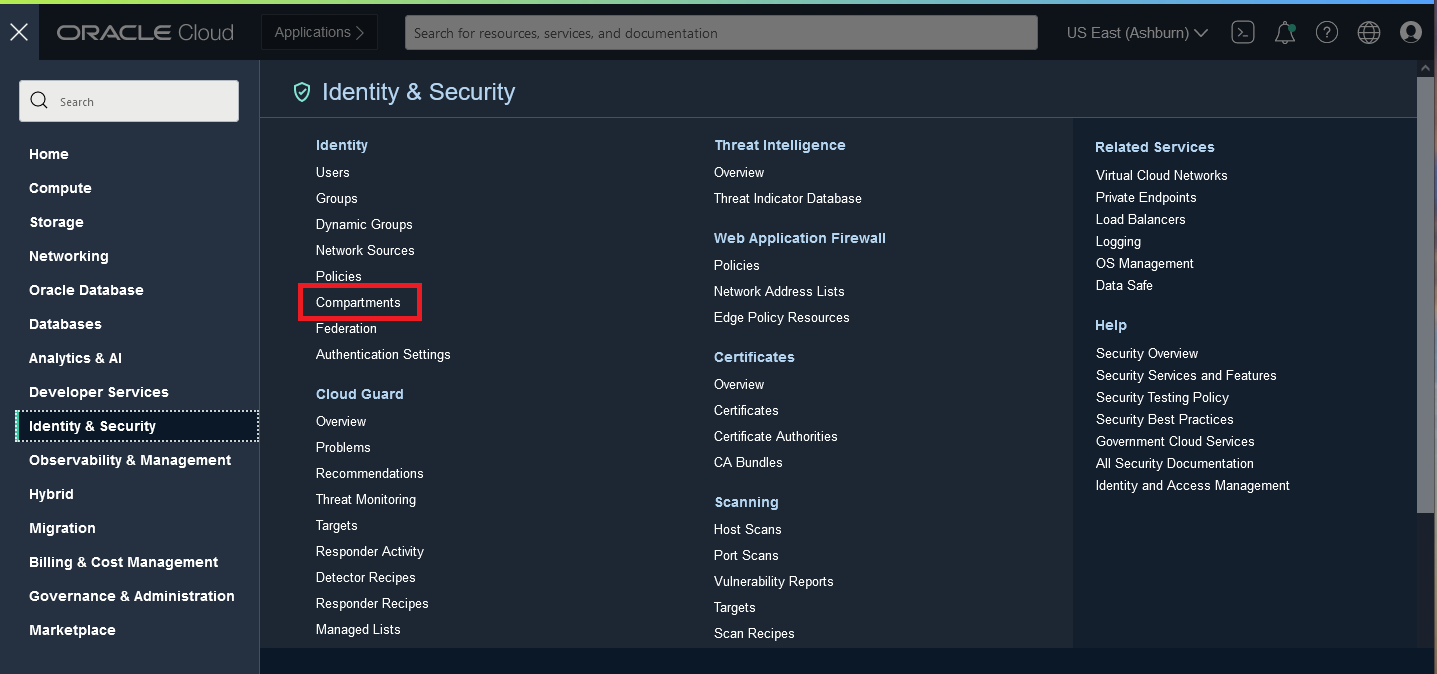 ORACLE Cloud
Applications
Search for resources, services, and documentation
US East (Ashburn)
Search
Home
Compute
Storage
Networking
Oracle Database
Databases
Analytics & AI
Developer Services
Identity & Security
Observability & Management
Hybrid
Migration
Billing & Cost Management
Governance & Administration
Marketplace
Identity & Security
Identity
Users
Groups
Dynamic Groups
Network Sources
Policies
Compartments
Federation
Authentication Settings
Cloud Guard
Overview
Problems
Recommendations
Threat Monitoring
Targets
Responder Activity
Detector Recipes
Responder Recipes
Managed Lists
Threat Intelligence
Overview
Threat Indicator Database
Web Application Firewall
Policies
Network Address Lists
Edge Policy Resources
Certificates
Overview
Certificates
Certificate Authorities
CA Bundles
Scanning
Host Scans
Port Scans
Vulnerability Reports
Targets
Scan Recipes
Related Services
Virtual Cloud Networks
Private Endpoints
Load Balancers
Logging
OS Management
Data Safe
Help
Security Overview
Security Services and Features
Security Testing Policy
Security Best Practices
Government Cloud Services
All Security Documentation
Identity and Access Management